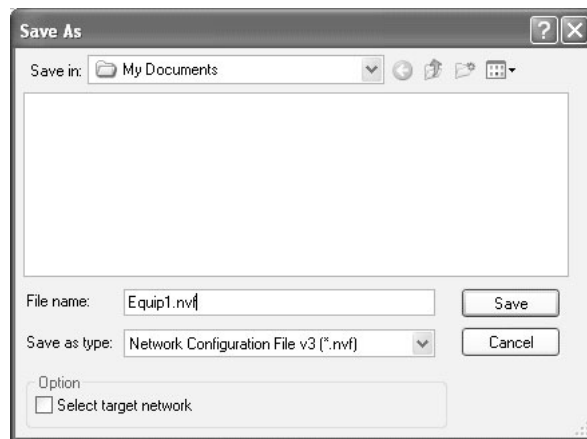 Save As
Save in: My Documents
File name: Equip1.nvf
Save
Save as type: Network Configuration File v3 (*.nvf)
Cancel
Option
Select target network